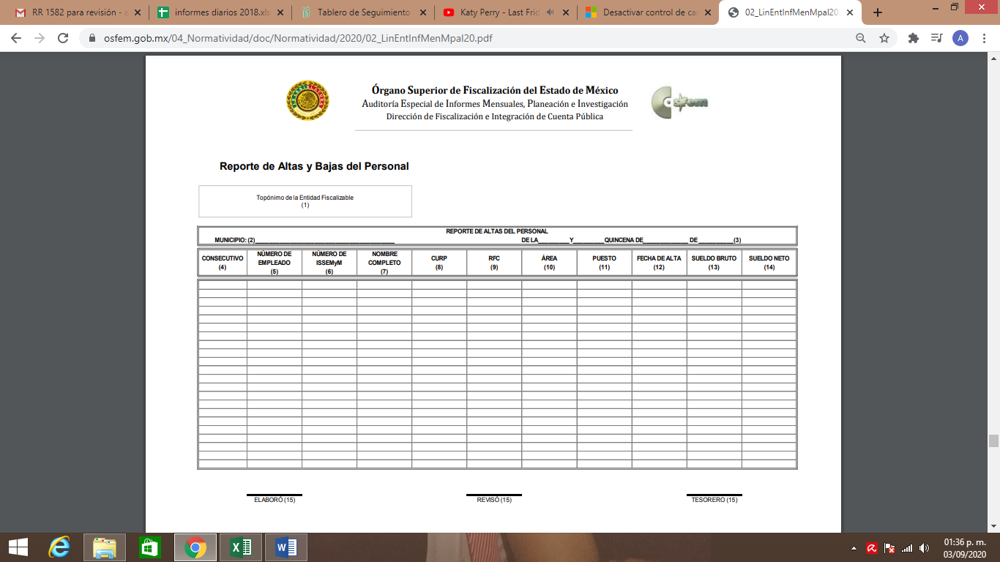 RR 1582 para revisión - a
informes diarios 2018.xls
Tablero de Seguimiento
Katy Perry - Last Frid
Desactivar control de ca
02_LinEntInfMenMpal20
osfem.gob.mx/04_Normatividad/doc/Normatividad/2020/02_LinEntInfMenMpal20.pdf
A
Órgano Superior de Fiscalización del Estado de México
Auditoría Especial de Informes Mensuales, Planeación e Investigación
Dirección de Fiscalización e Integración de Cuenta Pública
osfem
Reporte de Altas y Bajas del Personal
Topónimo de la Entidad Fiscalizable
(1)
REPORTE DE ALTAS DEL PERSONAL
MUNICIPIO: (2)________ DE LA________Y________QUINCENA DE________ DE ________(3)
CONSECUTIVO (4) NÚMERO DE EMPLEADO (5) NÚMERO DE ISSEMyM (6) NOMBRE COMPLETO (7) CURP (8) RFC (9) ÁREA (10) PUESTO (11) FECHA DE ALTA (12) SUELDO BRUTO (13) SUELDO NETO (14)
ELABORÓ (15) REVISÓ (15) TESORERO (15)
01:36 p. m.
03/09/2020